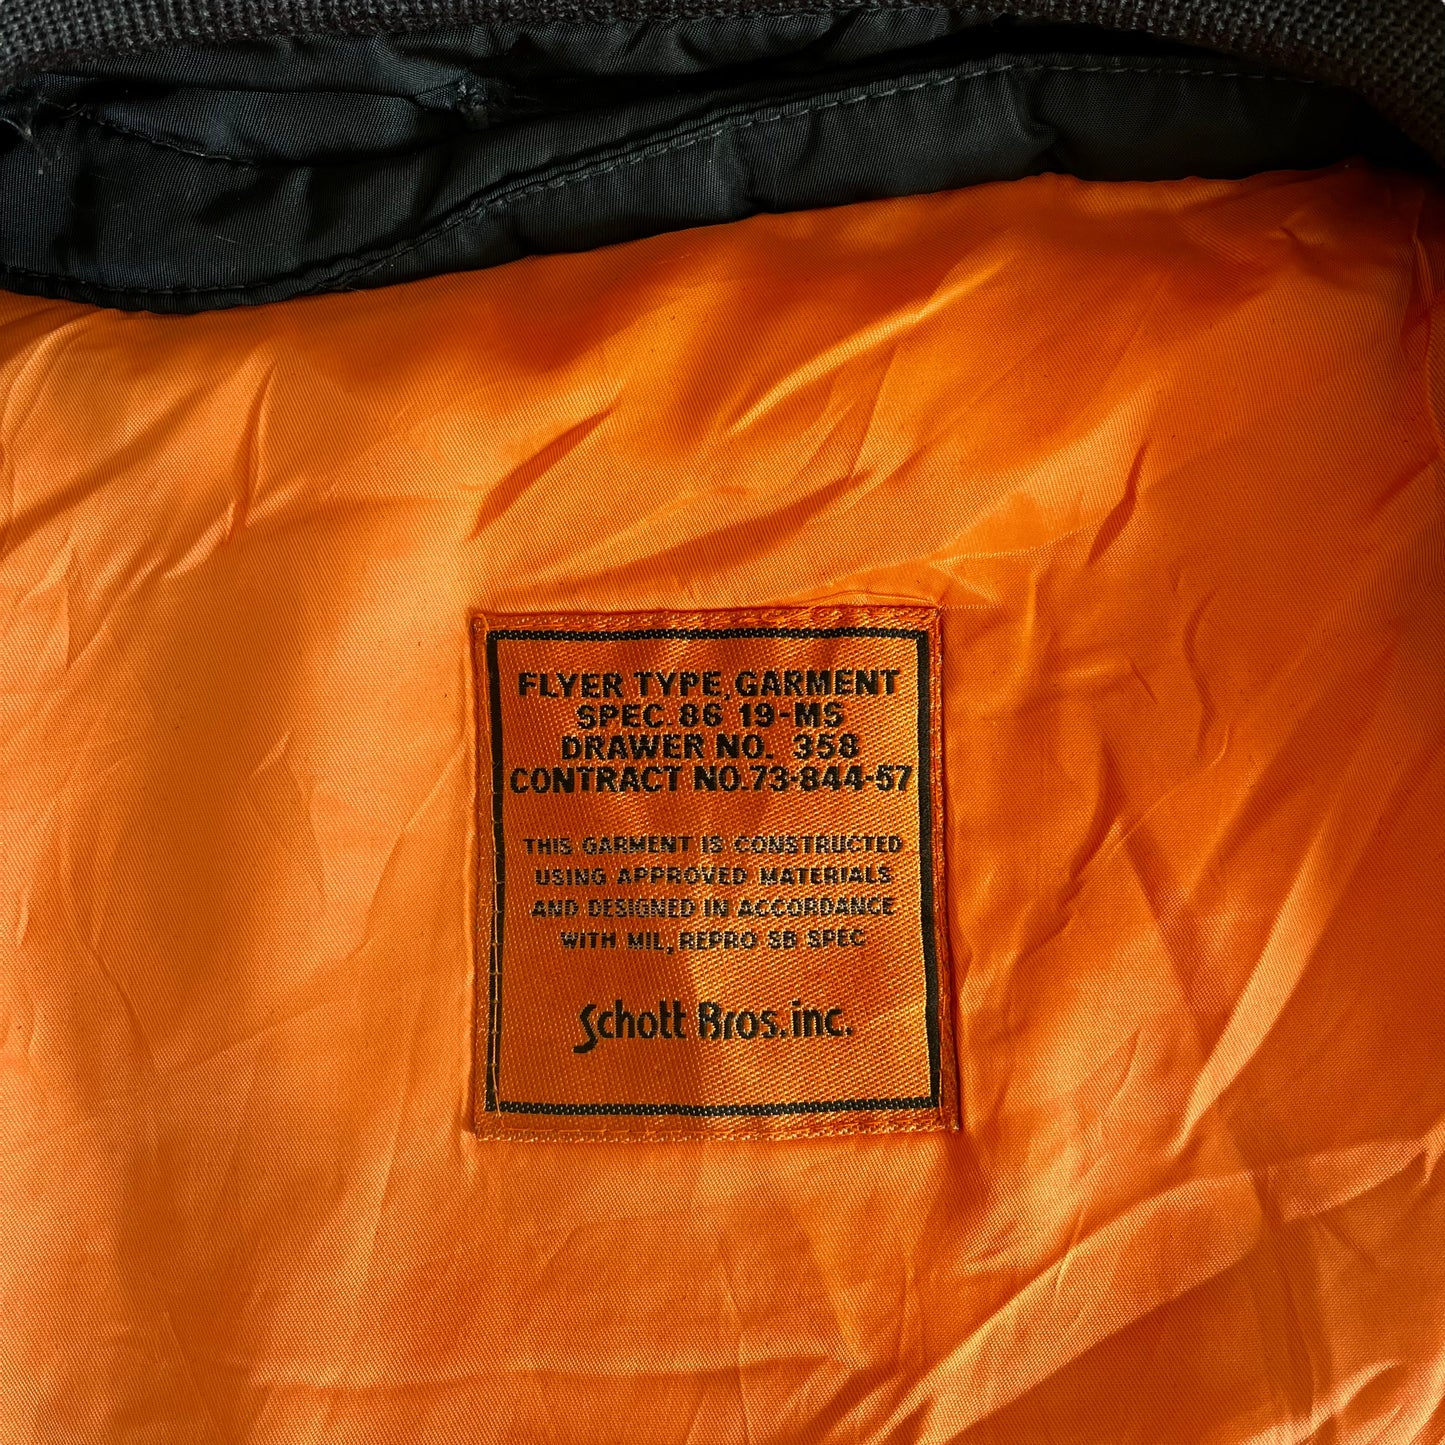 FLYER TYPE, GARMENT
SPEC. 86 19-MS
DRAWER NO. 358
CONTRACT NO.73-844-57
THIS GARMENT IS CONSTRUCTED
USING APPROVED MATERIALS
AND DESIGNED IN ACCORDANCE
WITH MIL, REPRO SB SPEC
Schott Bros.inc.